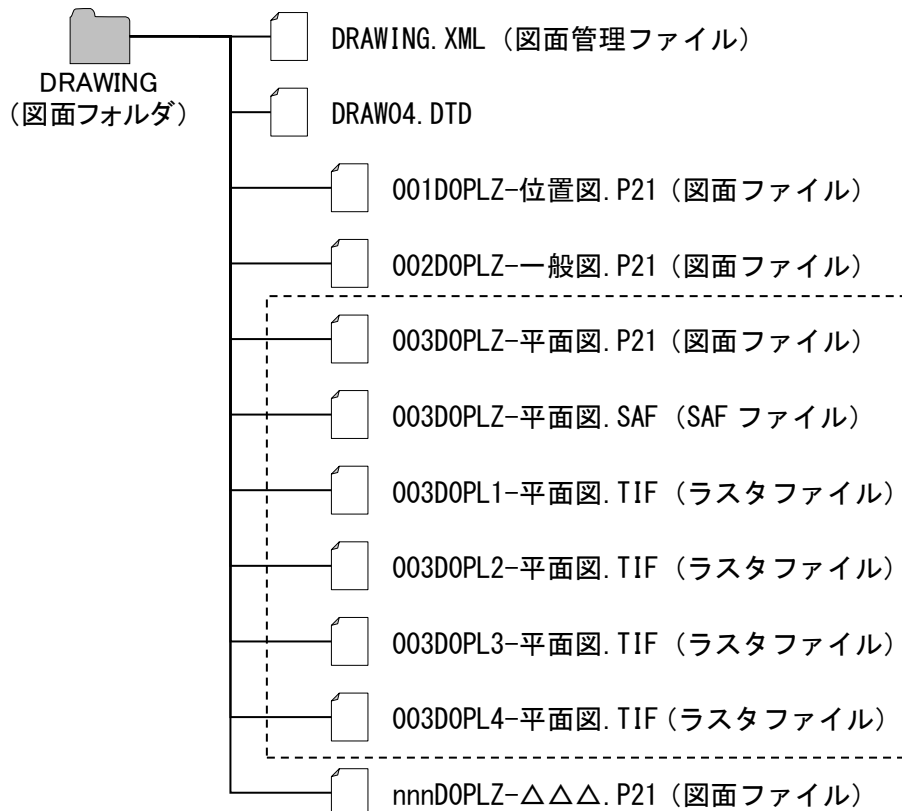 DRAWING.XML（図面管理ファイル）
DRAWING
（図面フォルダ）
DRAW04.DTD
001D0PLZ-位置図.P21（図面ファイル）
002D0PLZ-一般図.P21（図面ファイル）
003D0PLZ-平面図.P21（図面ファイル）
003D0PLZ-平面図.SAF（SAF ファイル）
003D0PL1-平面図.TIF（ラスタファイル）
003D0PL2-平面図.TIF（ラスタファイル）
003D0PL3-平面図.TIF（ラスタファイル）
003D0PL4-平面図.TIF（ラスタファイル）
nnnD0PLZ-△△△.P21（図面ファイル）